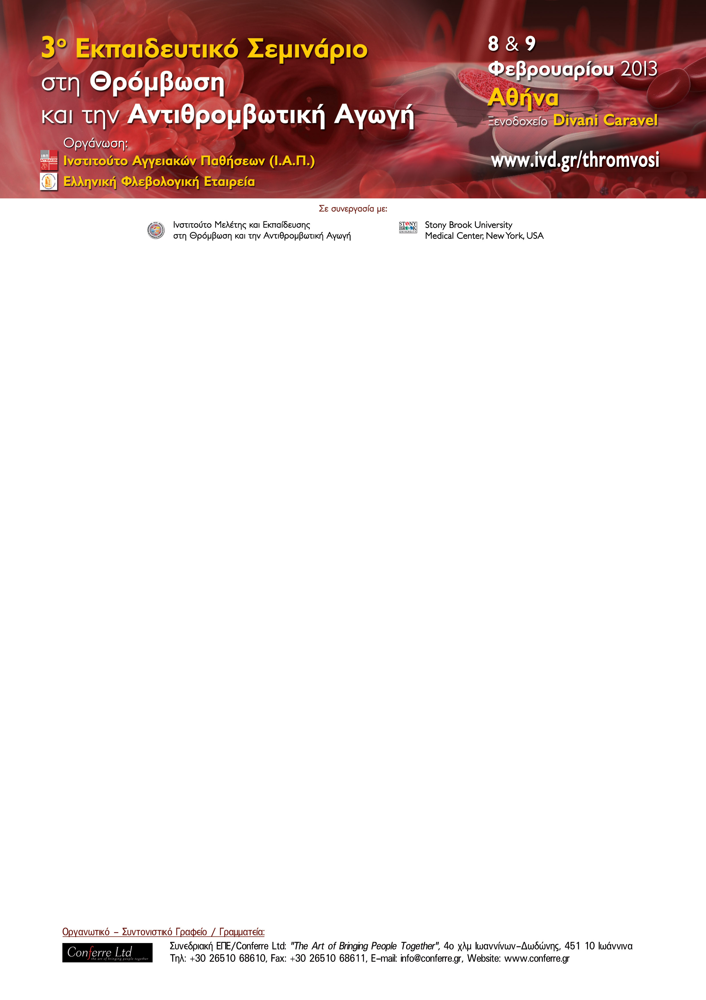 3ο Εκπαιδευτικό Σεμινάριο
στη Θρόμβωση
και την Αντιθρομβωτική Αγωγή
Οργάνωση:
Ινστιτούτο Αγγειακών Παθήσεων (Ι.Α.Π.)
Ελληνική Φλεβολογική Εταιρεία
8 & 9
Φεβρουαρίου 2013
Αθήνα
Ξενοδοχείο Divani Caravel
www.ivd.gr/thromvosi
Σε συνεργασία με:
Ινστιτούτο Μελέτης και Εκπαίδευσης
στη Θρόμβωση και την Αντιθρομβωτική Αγωγή
STONY
BROOK
UNIVERSITY
Stony Brook University
Medical Center, New York, USA
Οργανωτικό - Συντονιστικό Γραφείο / Γραμματεία:
Conferre Ltd
the art of bringing people together
Συνεδριακή ΕΠΕ/Conferre Ltd: "The Art of Bringing People Together", 4ο χλμ Ιωαννίνων-Δωδώνης, 451 10 Ιωάννινα
Τηλ: +30 26510 68610, Fax: +30 26510 68611, E-mail: info@conferre.gr, Website: www.conferre.gr